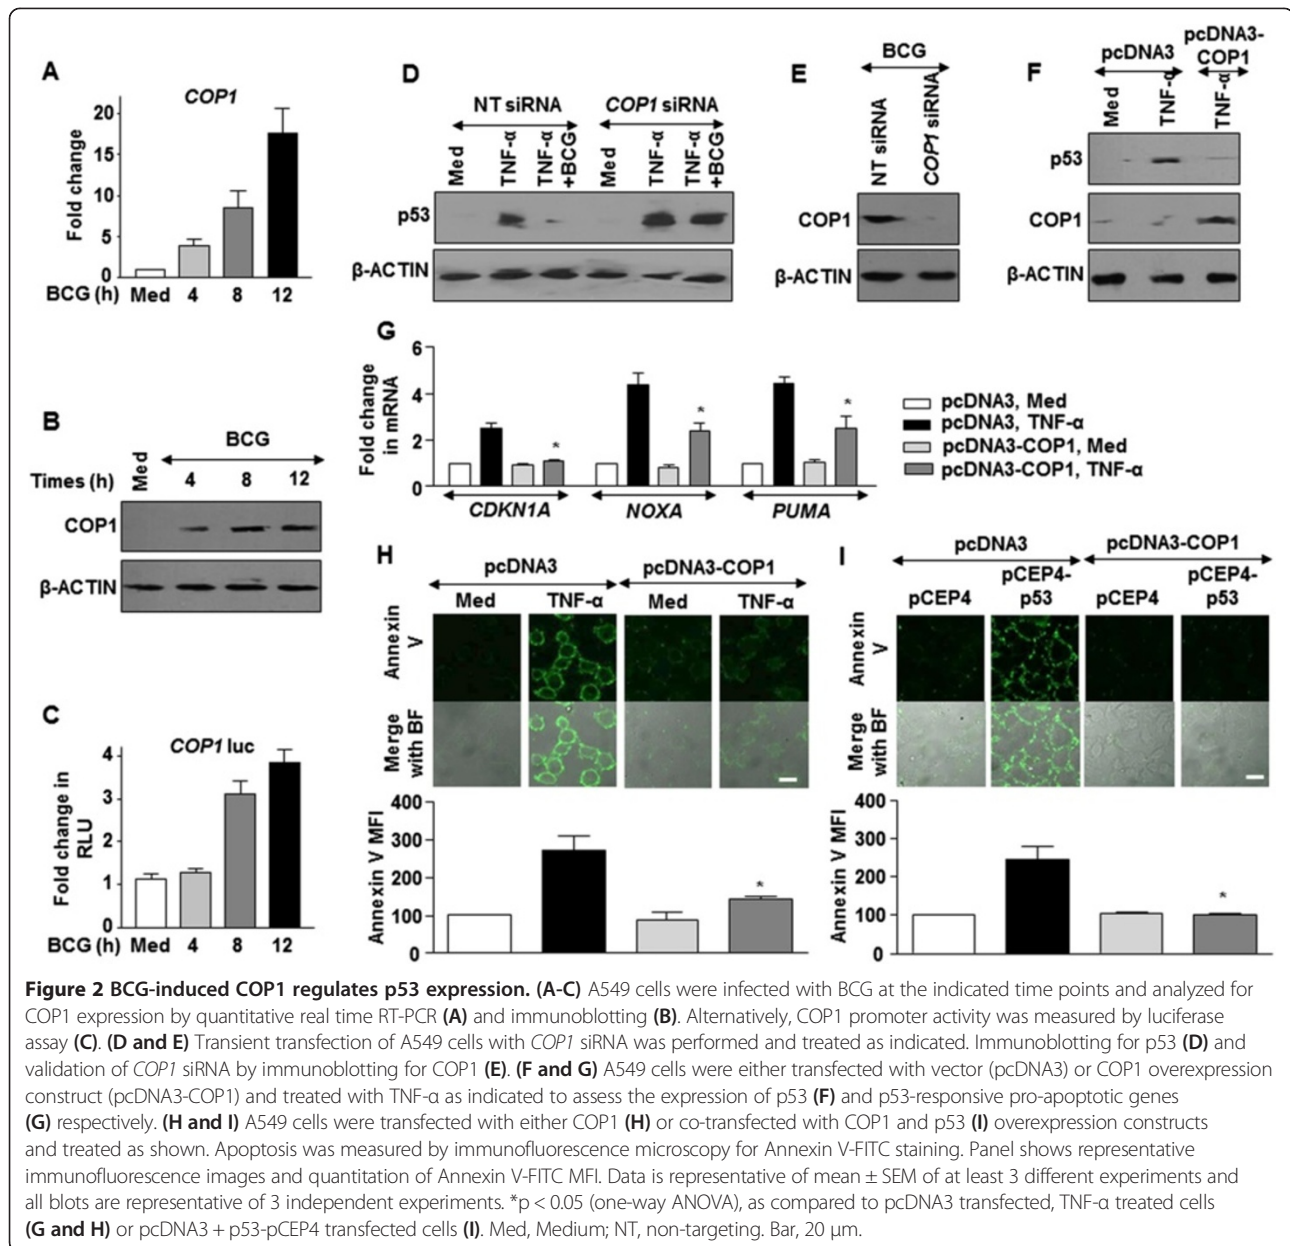 A
COP1
Fold change
20
15
10
5
0
BCG (h) Med 4 8 12
B
BCG
Med
Times (h) 4 8 12
COP1
β-ACTIN
C
COP1 luc
Fold change in
RLU
4
3
2
1
0
BCG (h) Med 4 8 12
D
NT siRNA COP1 siRNA
Med TNF-α TNF-α +BCG Med TNF-α TNF-α +BCG
p53
β-ACTIN
E
BCG
NT siRNA COP1 siRNA
COP1
β-ACTIN
F
pcDNA3 pcDNA3-
COP1
Med TNF-α TNF-α
p53
COP1
β-ACTIN
G
Fold change
in mRNA
6
4
2
0
* * *
CDKN1A NOXA PUMA
pcDNA3, Med
pcDNA3, TNF-α
pcDNA3-COP1, Med
pcDNA3-COP1, TNF-α
H
pcDNA3 pcDNA3-COP1
Med TNF-α Med TNF-α
Annexin
V
Merge
with BF
Annexin V MFI
400
300
200
100
0
*
I
pcDNA3 pcDNA3-COP1
pCEP4 pCEP4-
p53 pCEP4 pCEP4-
p53
Annexin
V
Merge
with BF
Annexin V MFI
400
300
200
100
0
*
Figure 2 BCG-induced COP1 regulates p53 expression. (A-C) A549 cells were infected with BCG at the indicated time points and analyzed for
COP1 expression by quantitative real time RT-PCR (A) and immunoblotting (B). Alternatively, COP1 promoter activity was measured by luciferase
assay (C). (D and E) Transient transfection of A549 cells with COP1 siRNA was performed and treated as indicated. Immunoblotting for p53 (D) and
validation of COP1 siRNA by immunoblotting for COP1 (E). (F and G) A549 cells were either transfected with vector (pcDNA3) or COP1 overexpression
construct (pcDNA3-COP1) and treated with TNF-α as indicated to assess the expression of p53 (F) and p53-responsive pro-apoptotic genes
(G) respectively. (H and I) A549 cells were transfected with either COP1 (H) or co-transfected with COP1 and p53 (I) overexpression constructs
and treated as shown. Apoptosis was measured by immunofluorescence microscopy for Annexin V-FITC staining. Panel shows representative
immunofluorescence images and quantitation of Annexin V-FITC MFI. Data is representative of mean ± SEM of at least 3 different experiments and
all blots are representative of 3 independent experiments. *p < 0.05 (one-way ANOVA), as compared to pcDNA3 transfected, TNF-α treated cells
(G and H) or pcDNA3 + p53-pCEP4 transfected cells (I). Med, Medium; NT, non-targeting. Bar, 20 μm.